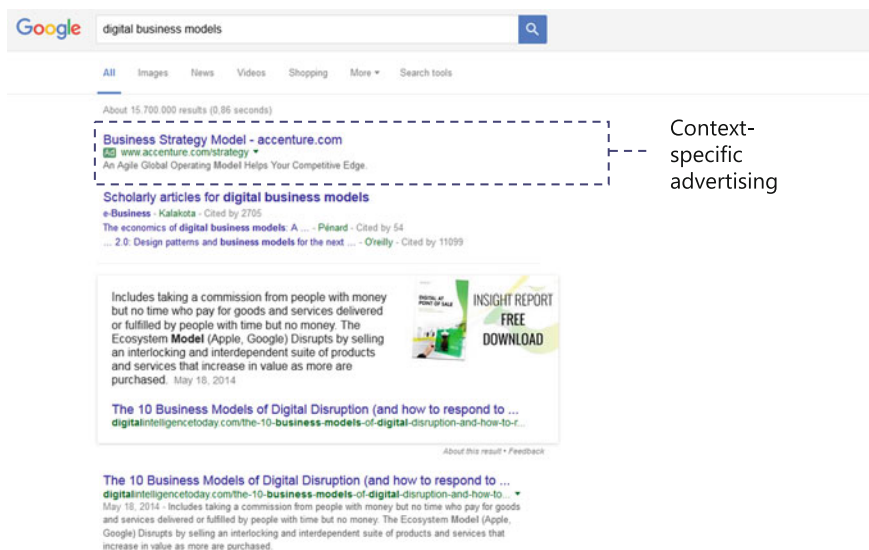 Google
digital business models
All Images News Videos Shopping More ▾ Search tools
About 15.700.000 results (0,86 seconds)
Business Strategy Model - accenture.com
Ad www.accenture.com/strategy ▾
An Agile Global Operating Model Helps Your Competitive Edge.
Context-
specific
advertising
Scholarly articles for digital business models
e-Business - Kalakota - Cited by 2705
The economics of digital business models: A ... - Pénard - Cited by 54
... 2.0: Design patterns and business models for the next ... - O'reilly - Cited by 11099
Includes taking a commission from people with money
but no time who pay for goods and services delivered
or fulfilled by people with time but no money. The
Ecosystem Model (Apple, Google) Disrupts by selling
an interlocking and interdependent suite of products
and services that increase in value as more are
purchased. May 18, 2014
DIGITAL AT
POINT OF SALE
INSIGHT REPORT
FREE
DOWNLOAD
The 10 Business Models of Digital Disruption (and how to respond to ...
digitalintelligencetoday.com/the-10-business-models-of-digital-disruption-and-how-to-r...
About this result • Feedback
The 10 Business Models of Digital Disruption (and how to respond to ...
digitalintelligencetoday.com/the-10-business-models-of-digital-disruption-and-how-to... ▾
May 18, 2014 - Includes taking a commission from people with money but no time who pay for goods
and services delivered or fulfilled by people with time but no money. The Ecosystem Model (Apple,
Google) Disrupts by selling an interlocking and interdependent suite of products and services that
increase in value as more are purchased.